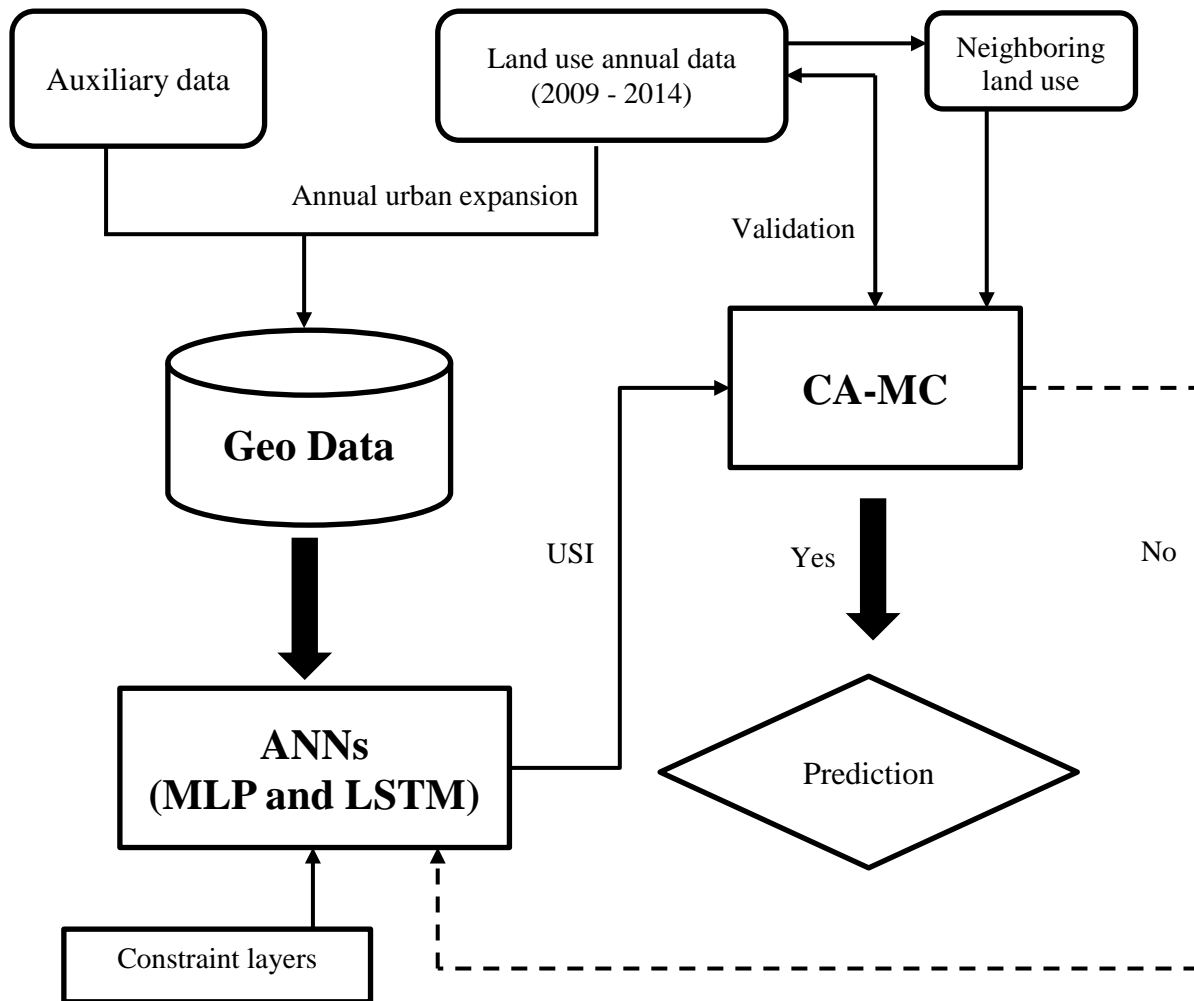 Auxiliary data
Land use annual data
(2009 - 2014)
Neighboring
land use
Annual urban expansion
Validation
Geo Data
CA-MC
USI
Yes
No
ANNs
(MLP and LSTM)
Prediction
Constraint layers